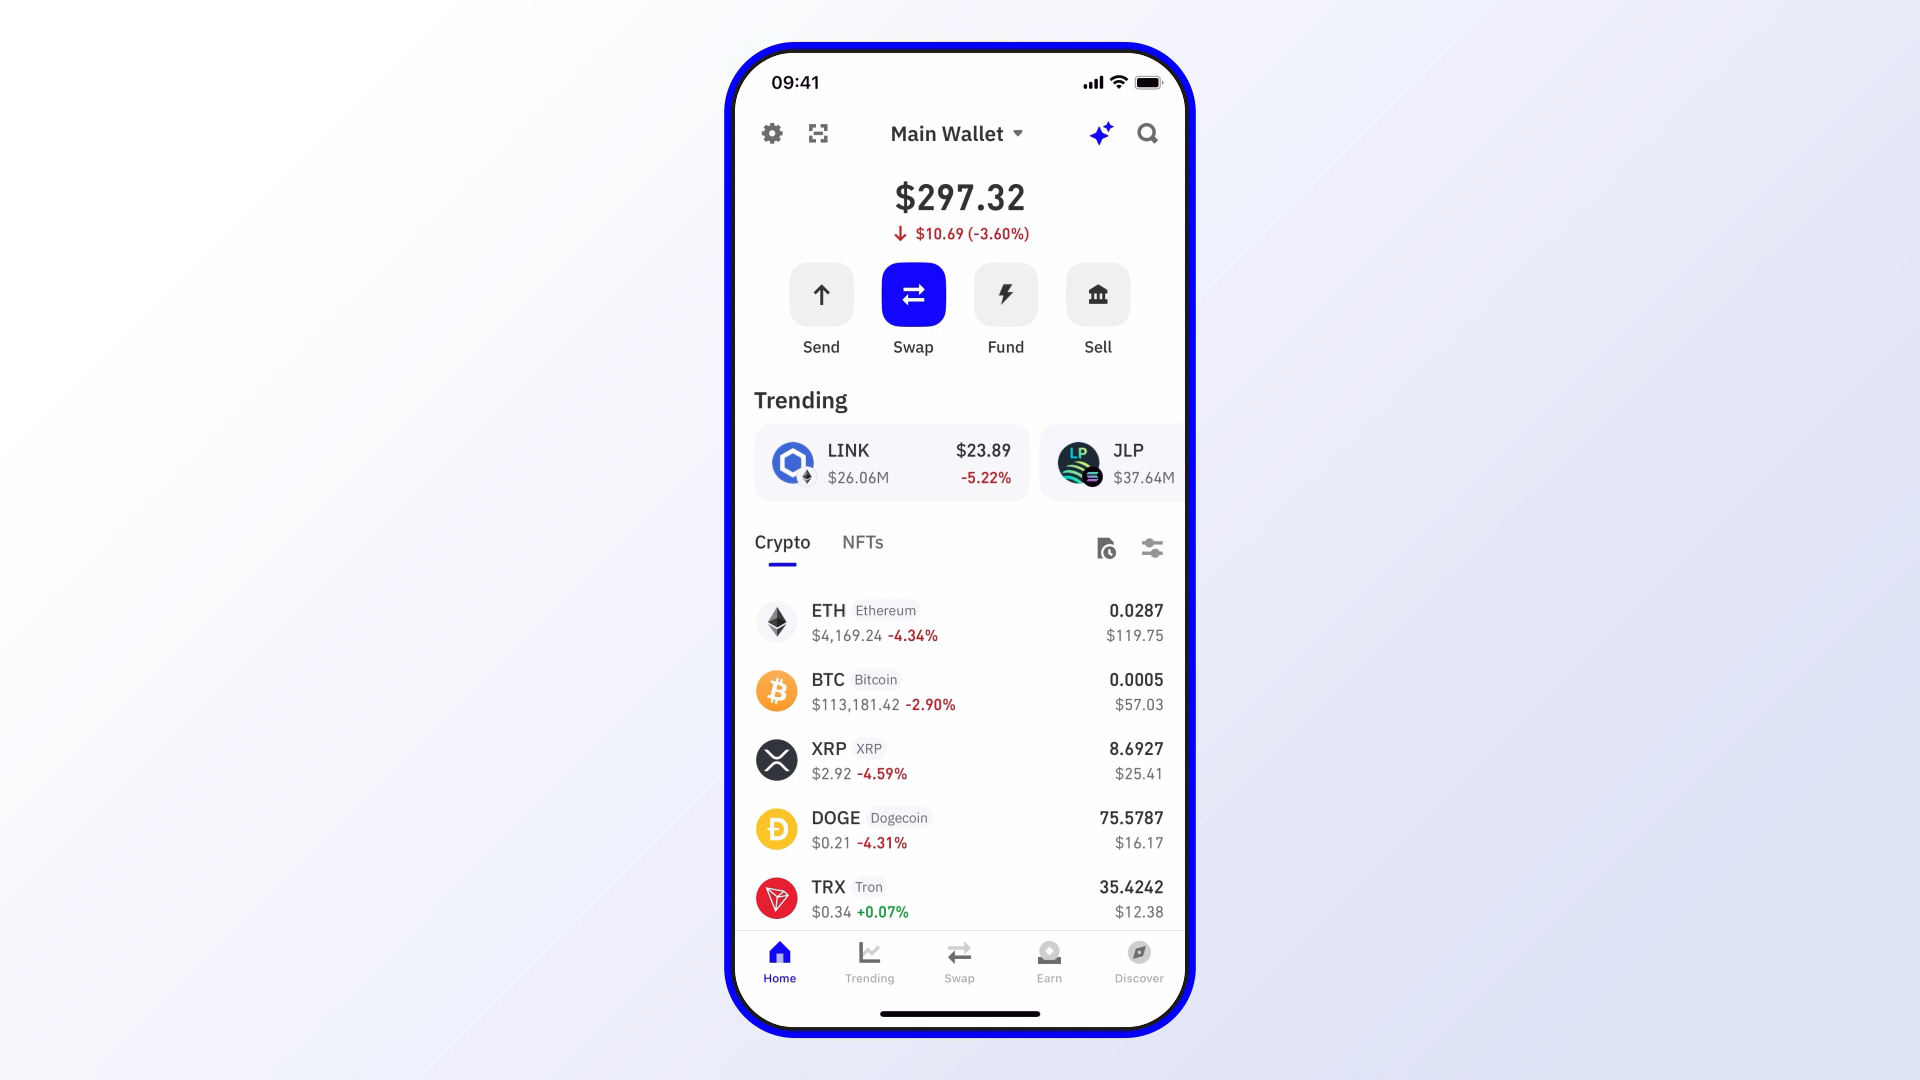 09:41
Main Wallet
$297.32
$10.69 (-3.60%)
Send Swap Fund Sell
Trending
LINK $23.89
$26.06M -5.22%
LP
JLP
$37.64M
Crypto NFTs
ETH Ethereum 0.0287
$4,169.24 -4.34% $119.75
BTC Bitcoin 0.0005
$113,181.42 -2.90% $57.03
XRP XRP 8.6927
$2.92 -4.59% $25.41
DOGE Dogecoin 75.5787
$0.21 -4.31% $16.17
TRX Tron 35.4242
$0.34 +0.07% $12.38
Home Trending Swap Earn Discover